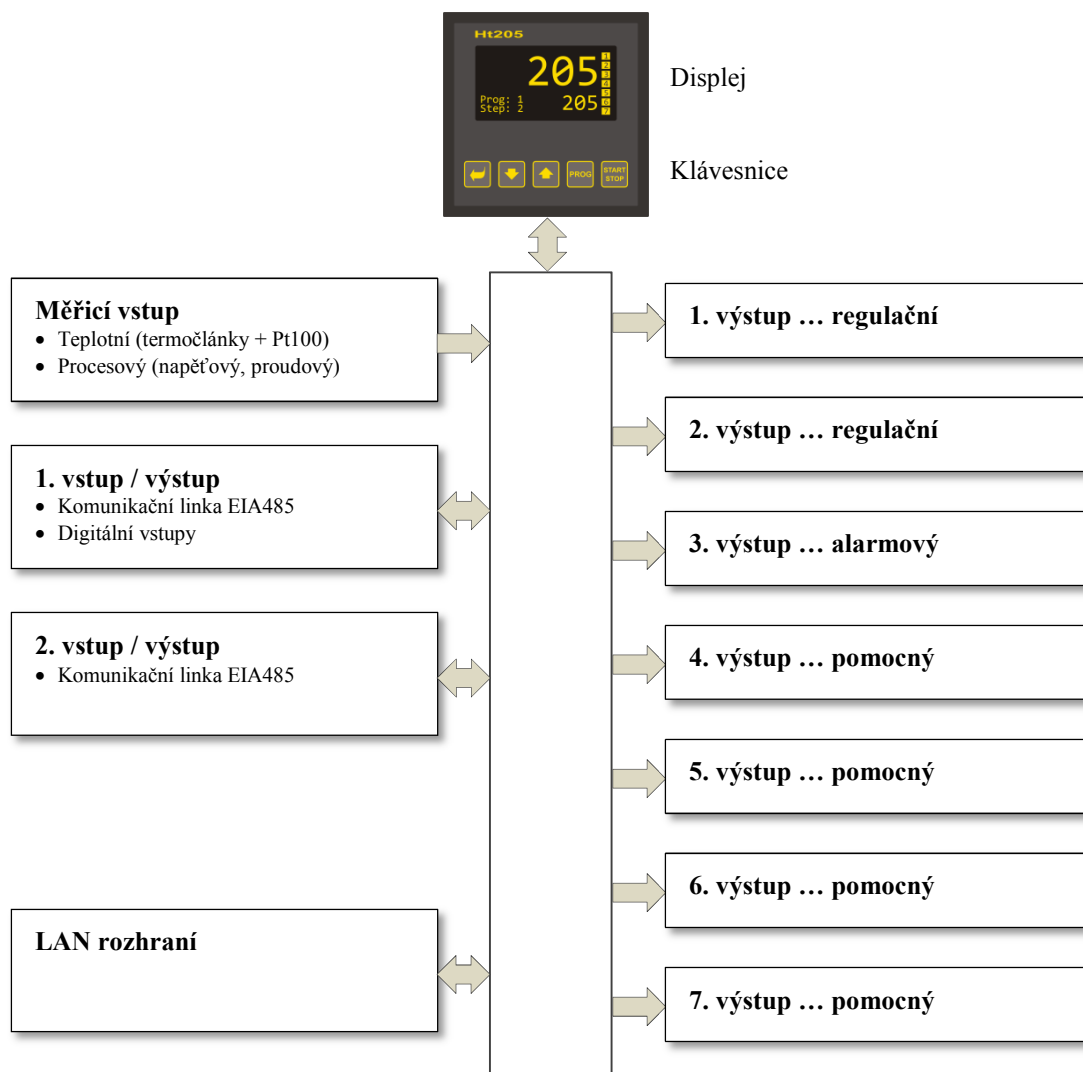 Ht205
205
1
2
3
4
5
6
7
Prog: 1
Step: 2
205
PROG
START
STOP
Displej
Klávesnice
Měřicí vstup
• Teplotní (termočlánky + Pt100)
• Procesový (napěťový, proudový)
1. vstup / výstup
• Komunikační linka EIA485
• Digitální vstupy
2. vstup / výstup
• Komunikační linka EIA485
LAN rozhraní
1. výstup … regulační
2. výstup … regulační
3. výstup … alarmový
4. výstup … pomocný
5. výstup … pomocný
6. výstup … pomocný
7. výstup … pomocný